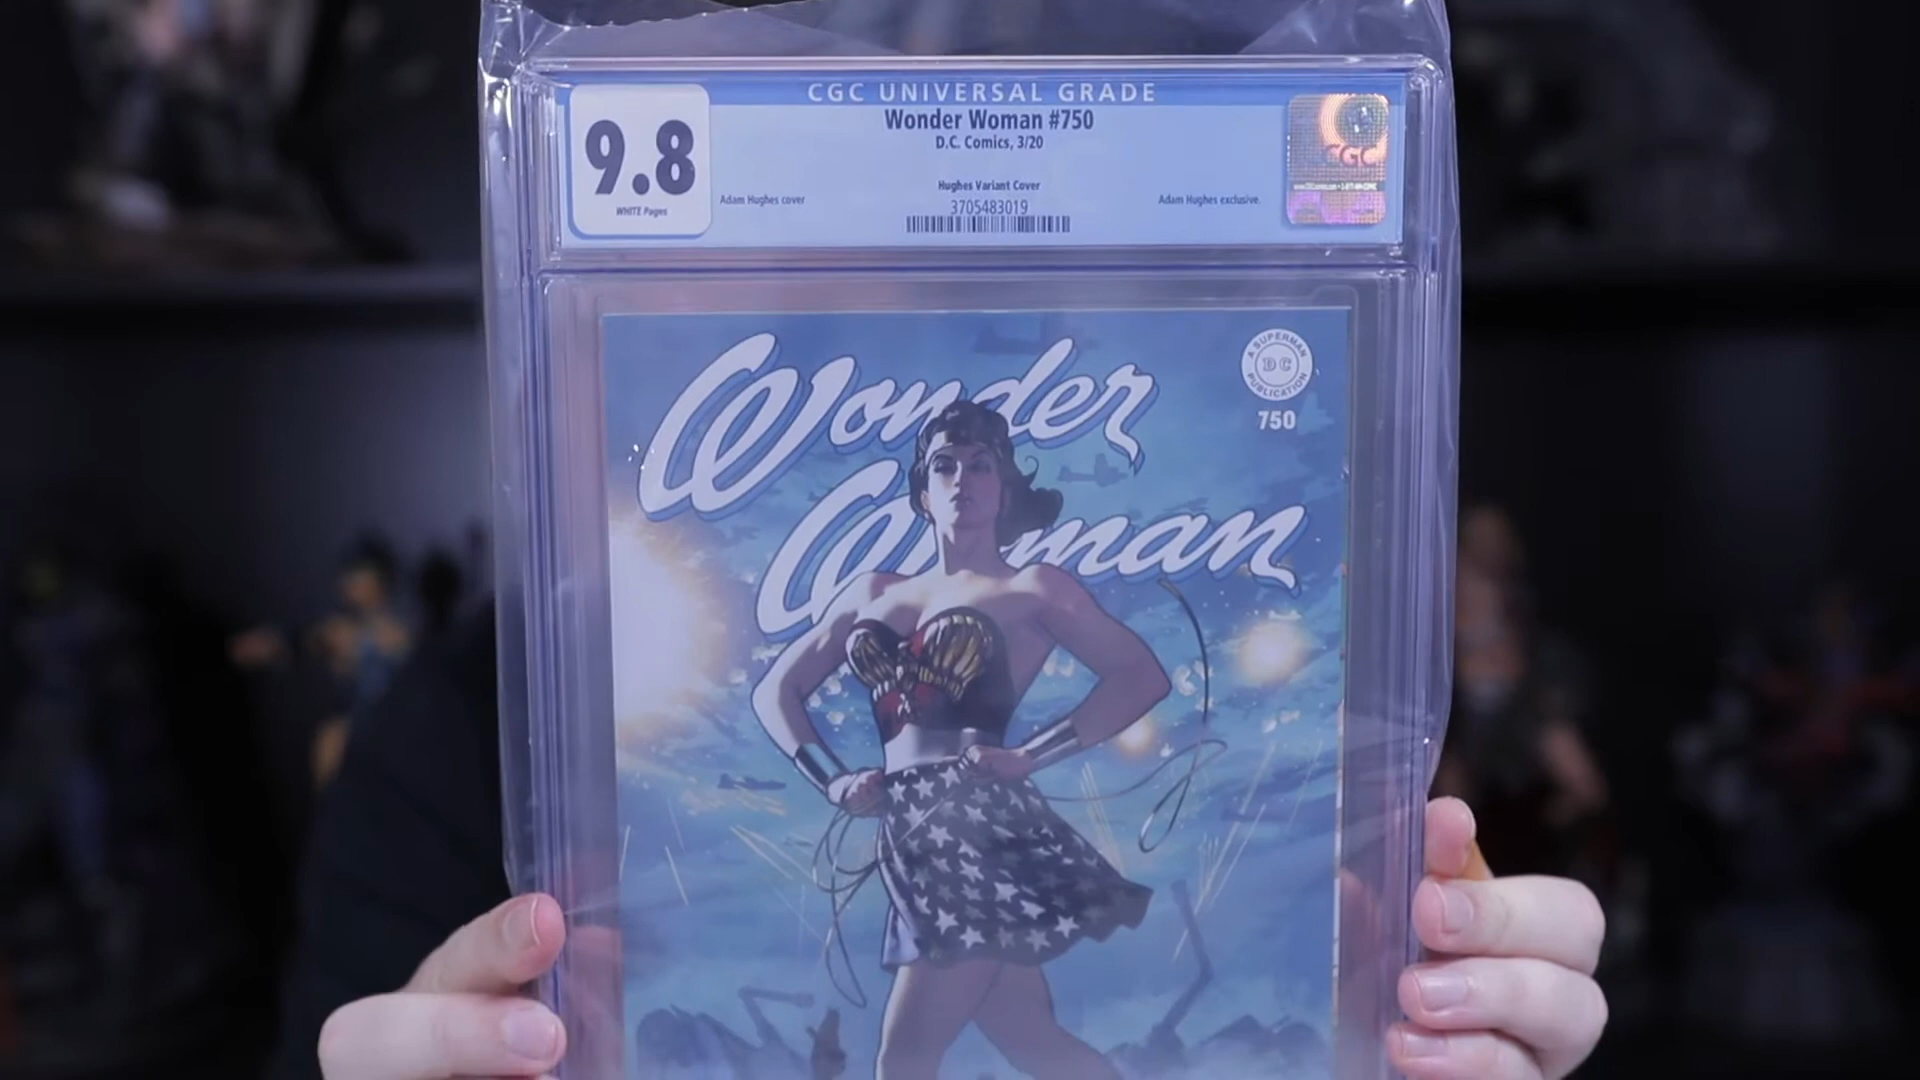 CGC UNIVERSAL GRADE
9.8
WHITE Pages
Wonder Woman #750
D.C. Comics, 3/20
Hughes Variant Cover
Adam Hughes cover
3705483019
Adam Hughes exclusive.
CGC
Wonder
Woman
A SUPERMAN
DC
PUBLICATION
750